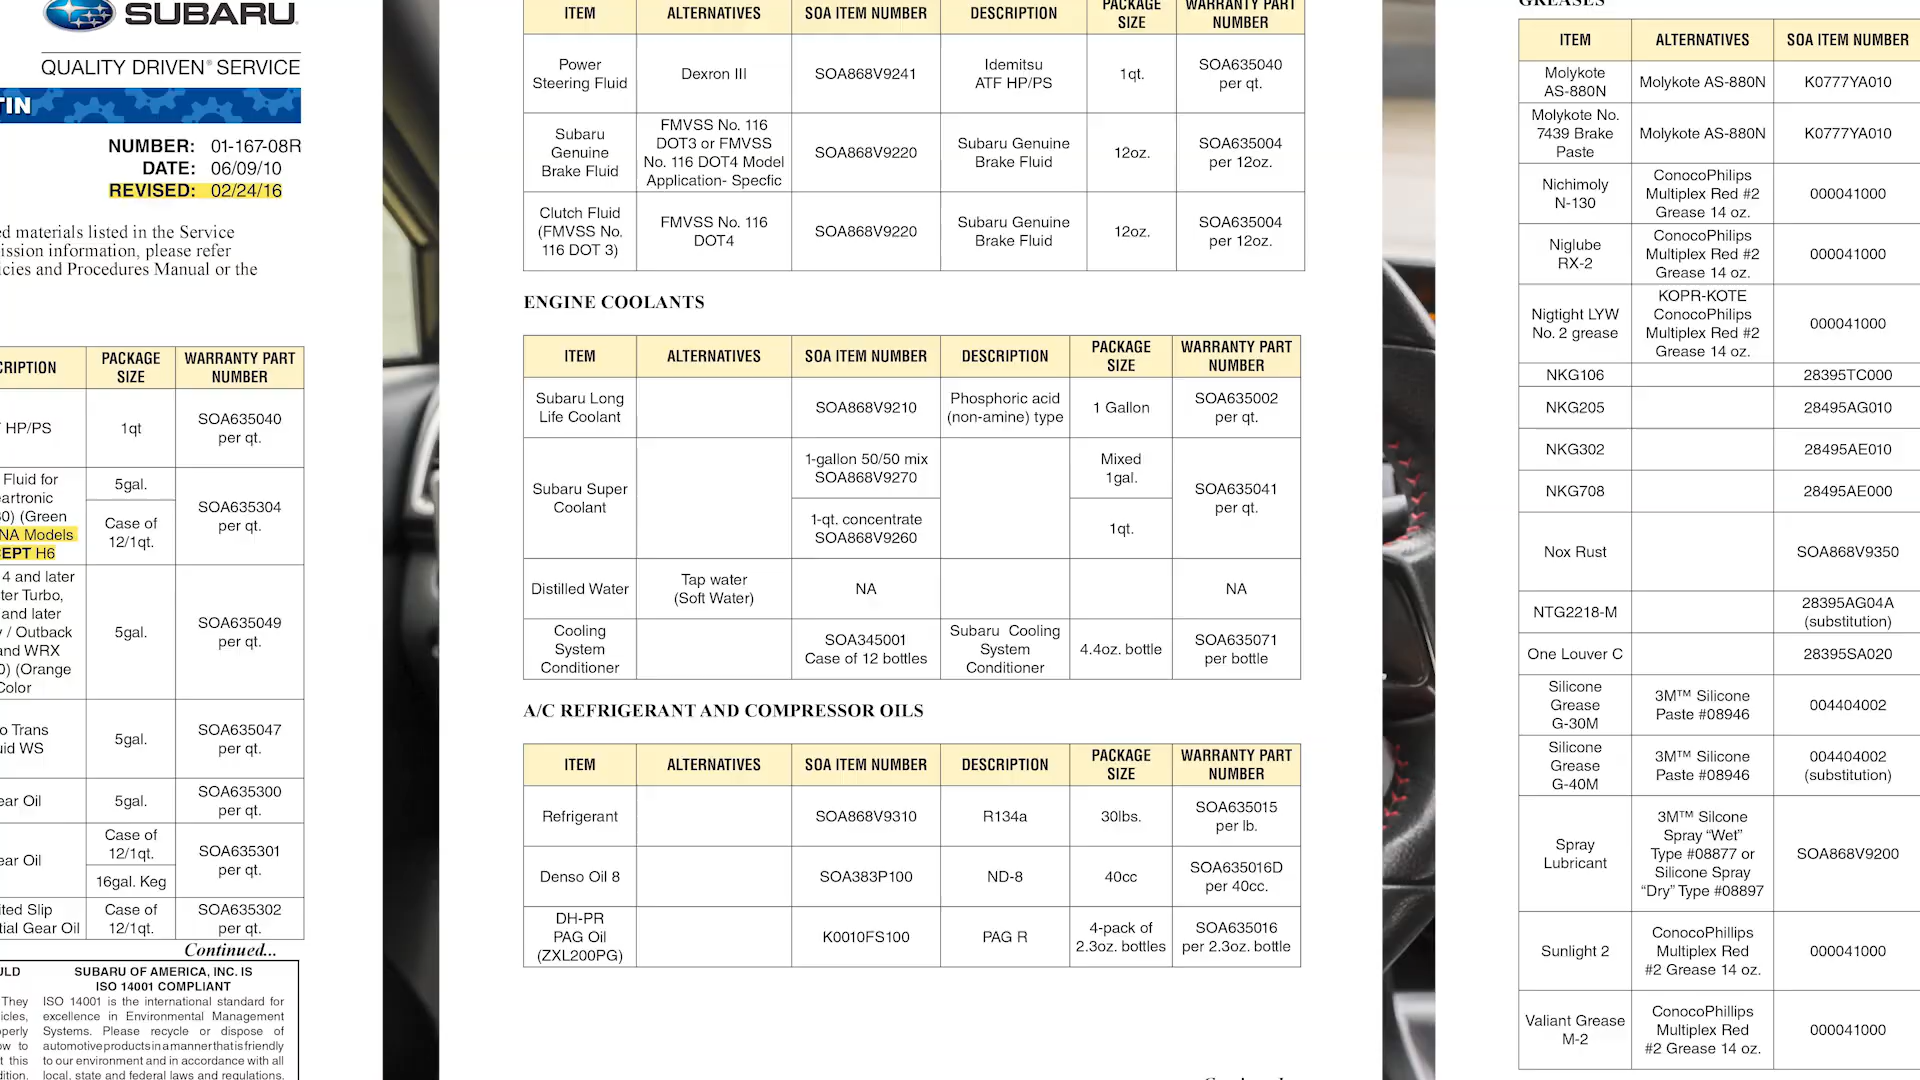 SUBARU
QUALITY DRIVEN® SERVICE
TIN
NUMBER: 01-167-08R
DATE: 06/09/10
REVISED: 02/24/16
ed materials listed in the Service
ission information, please refer
icies and Procedures Manual or the
CRIPTION PACKAGE SIZE WARRANTY PART NUMBER
HP/PS 1qt SOA635040 per qt.
Fluid for
eartronic
30) (Green
NA Models
CEPT H6
5gal.
Case of 12/1qt.
SOA635304 per qt.
4 and later
ter Turbo,
and later
y / Outback
and WRX
0) (Orange
Color
5gal.
SOA635049 per qt.
o Trans
uid WS
5gal.
SOA635047 per qt.
ear Oil 5gal. SOA635300 per qt.
ear Oil
Case of 12/1qt.
16gal. Keg
SOA635301 per qt.
ited Slip
tial Gear Oil
Case of 12/1qt.
SOA635302 per qt.
Continued...
ULD
They
icles,
perly
ow to
t this
dition.
SUBARU OF AMERICA, INC. IS
ISO 14001 COMPLIANT
ISO 14001 is the international standard for
excellence in Environmental Management
Systems. Please recycle or dispose of
automotive products in a manner that is friendly
to our environment and in accordance with all
local, state and federal laws and regulations.
ITEM ALTERNATIVES SOA ITEM NUMBER DESCRIPTION PACKAGE SIZE WARRANTY PART NUMBER
Power Steering Fluid Dexron III SOA868V9241 Idemitsu ATF HP/PS 1qt. SOA635040 per qt.
Subaru Genuine Brake Fluid FMVSS No. 116 DOT3 or FMVSS No. 116 DOT4 Model Application- Specfic SOA868V9220 Subaru Genuine Brake Fluid 12oz. SOA635004 per 12oz.
Clutch Fluid (FMVSS No. 116 DOT 3) FMVSS No. 116 DOT4 SOA868V9220 Subaru Genuine Brake Fluid 12oz. SOA635004 per 12oz.
ENGINE COOLANTS
ITEM ALTERNATIVES SOA ITEM NUMBER DESCRIPTION PACKAGE SIZE WARRANTY PART NUMBER
Subaru Long Life Coolant SOA868V9210 Phosphoric acid (non-amine) type 1 Gallon SOA635002 per qt.
Subaru Super Coolant 1-gallon 50/50 mix SOA868V9270 Mixed 1gal. SOA635041 per qt.
1-qt. concentrate SOA868V9260 1qt.
Distilled Water Tap water (Soft Water) NA NA
Cooling System Conditioner SOA345001 Case of 12 bottles Subaru Cooling System Conditioner 4.4oz. bottle SOA635071 per bottle
A/C REFRIGERANT AND COMPRESSOR OILS
ITEM ALTERNATIVES SOA ITEM NUMBER DESCRIPTION PACKAGE SIZE WARRANTY PART NUMBER
Refrigerant SOA868V9310 R134a 30lbs. SOA635015 per lb.
Denso Oil 8 SOA383P100 ND-8 40cc SOA635016D per 40cc.
DH-PR PAG Oil (ZXL200PG) K0010FS100 PAG R 4-pack of 2.3oz. bottles SOA635016 per 2.3oz. bottle
GREASES
ITEM ALTERNATIVES SOA ITEM NUMBER
Molykote AS-880N Molykote AS-880N K0777YA010
Molykote No. 7439 Brake Paste Molykote AS-880N K0777YA010
Nichimoly N-130 ConocoPhilips Multiplex Red #2 Grease 14 oz. 000041000
Niglube RX-2 ConocoPhilips Multiplex Red #2 Grease 14 oz. 000041000
Nigtight LYW No. 2 grease KOPR-KOTE ConocoPhilips Multiplex Red #2 Grease 14 oz. 000041000
NKG106 28395TC000
NKG205 28495AG010
NKG302 28495AE010
NKG708 28495AE000
Nox Rust SOA868V9350
NTG2218-M 28395AG04A (substitution)
One Louver C 28395SA020
Silicone Grease G-30M 3M™ Silicone Paste #08946 004404002
Silicone Grease G-40M 3M™ Silicone Paste #08946 004404002 (substitution)
Spray Lubricant 3M™ Silcone Spray “Wet” Type #08877 or Silicone Spray “Dry” Type #08897 SOA868V9200
Sunlight 2 ConocoPhillips Multiplex Red #2 Grease 14 oz. 000041000
Valiant Grease M-2 ConocoPhillips Multiplex Red #2 Grease 14 oz. 000041000